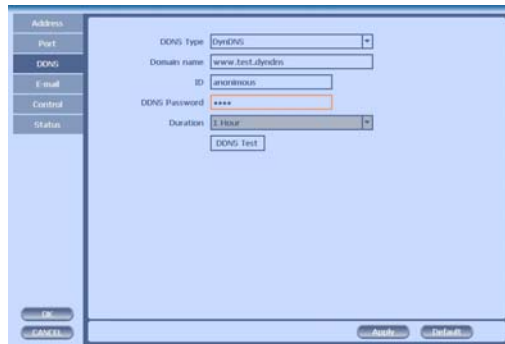 Address
Port
DDNS
E-mail
Control
Status
DDNS Type DynDNS
Domain name www.test.dyndns
ID anonimous
DDNS Password ****
Duration 1 Hour
DDNS Test
OK
CANCEL
Apply
Default